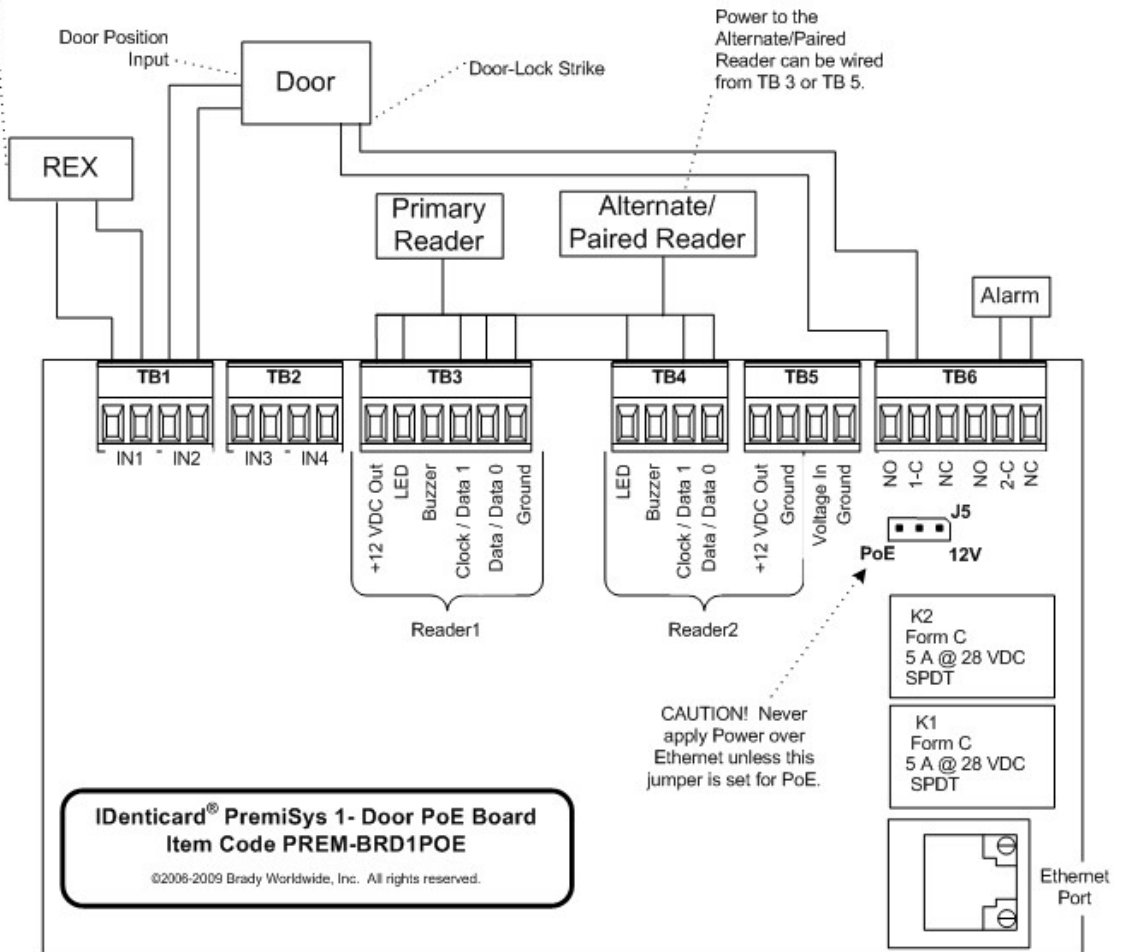 Door Position
Input
Door
Door-Lock Strike
Power to the
Alternate/Paired
Reader can be wired
from TB 3 or TB 5.
REX
Primary
Reader
Alternate/
Paired Reader
Alarm
TB1
TB2
TB3
TB4
TB5
TB6
IN1 - IN2
IN3 - IN4
+12 VDC Out
LED
Buzzer
Clock / Data 1
Data / Data 0
Ground
LED
Buzzer
Clock / Data 1
Data / Data 0
+12 VDC Out
Ground
Voltage In
Ground
NO
1-C
NC
NO
2-C
NC
J5
PoE
12V
Reader1
Reader2
K2
Form C
5 A @ 28 VDC
SPDT
CAUTION! Never
apply Power over
Ethernet unless this
jumper is set for PoE.
K1
Form C
5 A @ 28 VDC
SPDT
IDenticard® PremiSys 1- Door PoE Board
Item Code PREM-BRD1POE
©2006-2009 Brady Worldwide, Inc. All rights reserved.
Ethernet
Port